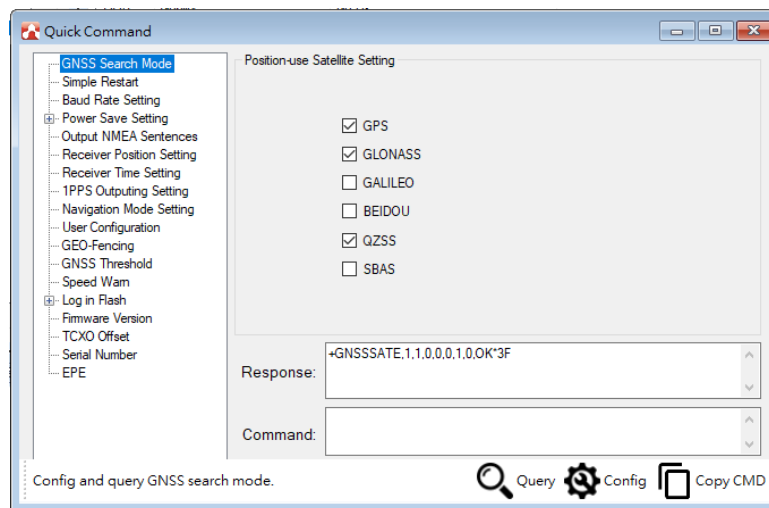 Quick Command
GNSS Search Mode
Simple Restart
Baud Rate Setting
Power Save Setting
Output NMEA Sentences
Receiver Position Setting
Receiver Time Setting
1PPS Outputing Setting
Navigation Mode Setting
User Configuration
GEO-Fencing
GNSS Threshold
Speed Warn
Log in Flash
Firmware Version
TCXO Offset
Serial Number
EPE
Position-use Satellite Setting
GPS
GLONASS
GALILEO
BEIDOU
QZSS
SBAS
Response:
+GNSSSATE,1,1,0,0,0,1,0,OK*3F
Command:
Config and query GNSS search mode.
Query
Config
Copy CMD